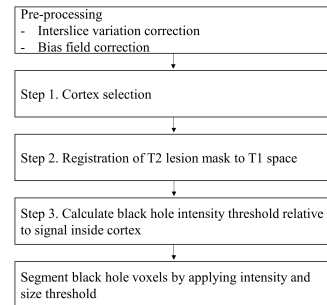 Pre-processing
- Interslice variation correction
- Bias field correction
Step 1. Cortex selection
Step 2. Registration of T2 lesion mask to T1 space
Step 3. Calculate black hole intensity threshold relative
to signal inside cortex
Segment black hole voxels by applying intensity and
size threshold